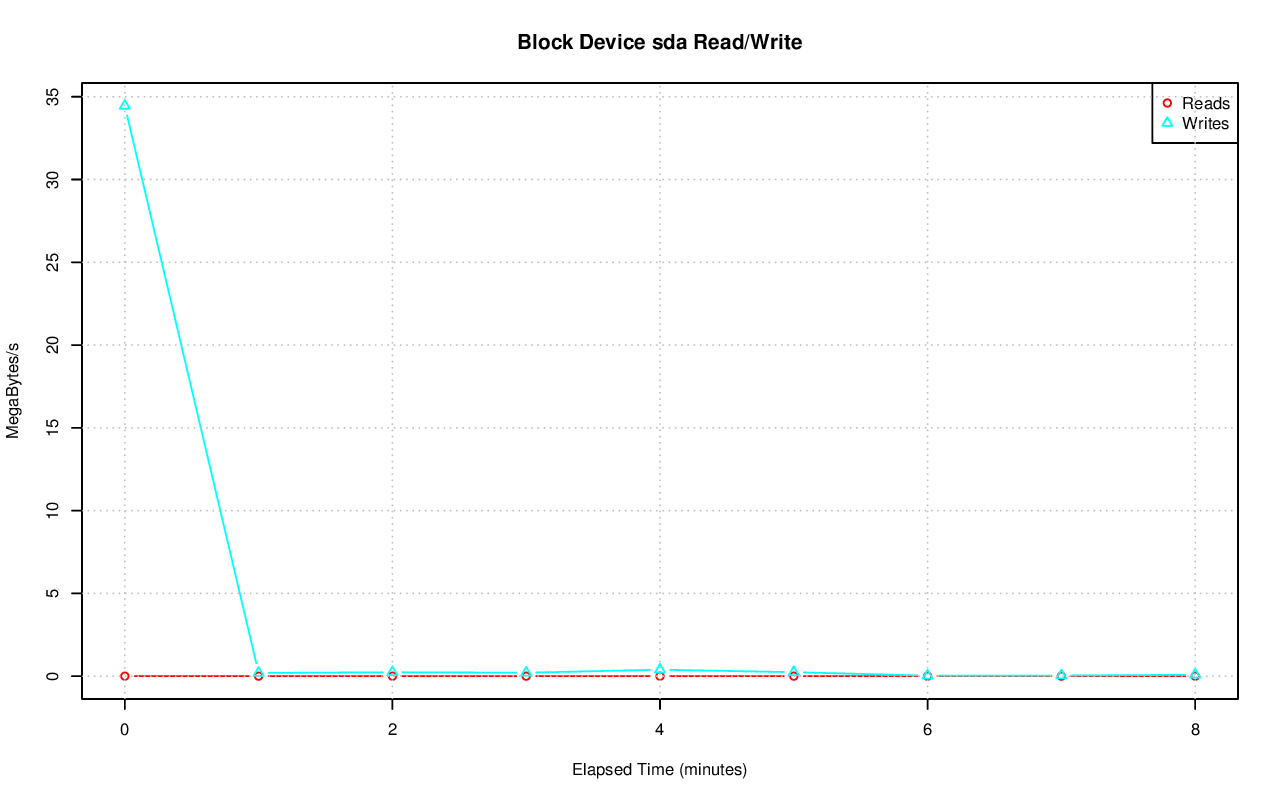 Block Device sda Read/Write
Reads
Writes
MegaBytes/s
35
30
25
20
15
10
5
0
0 2 4 6 8
Elapsed Time (minutes)